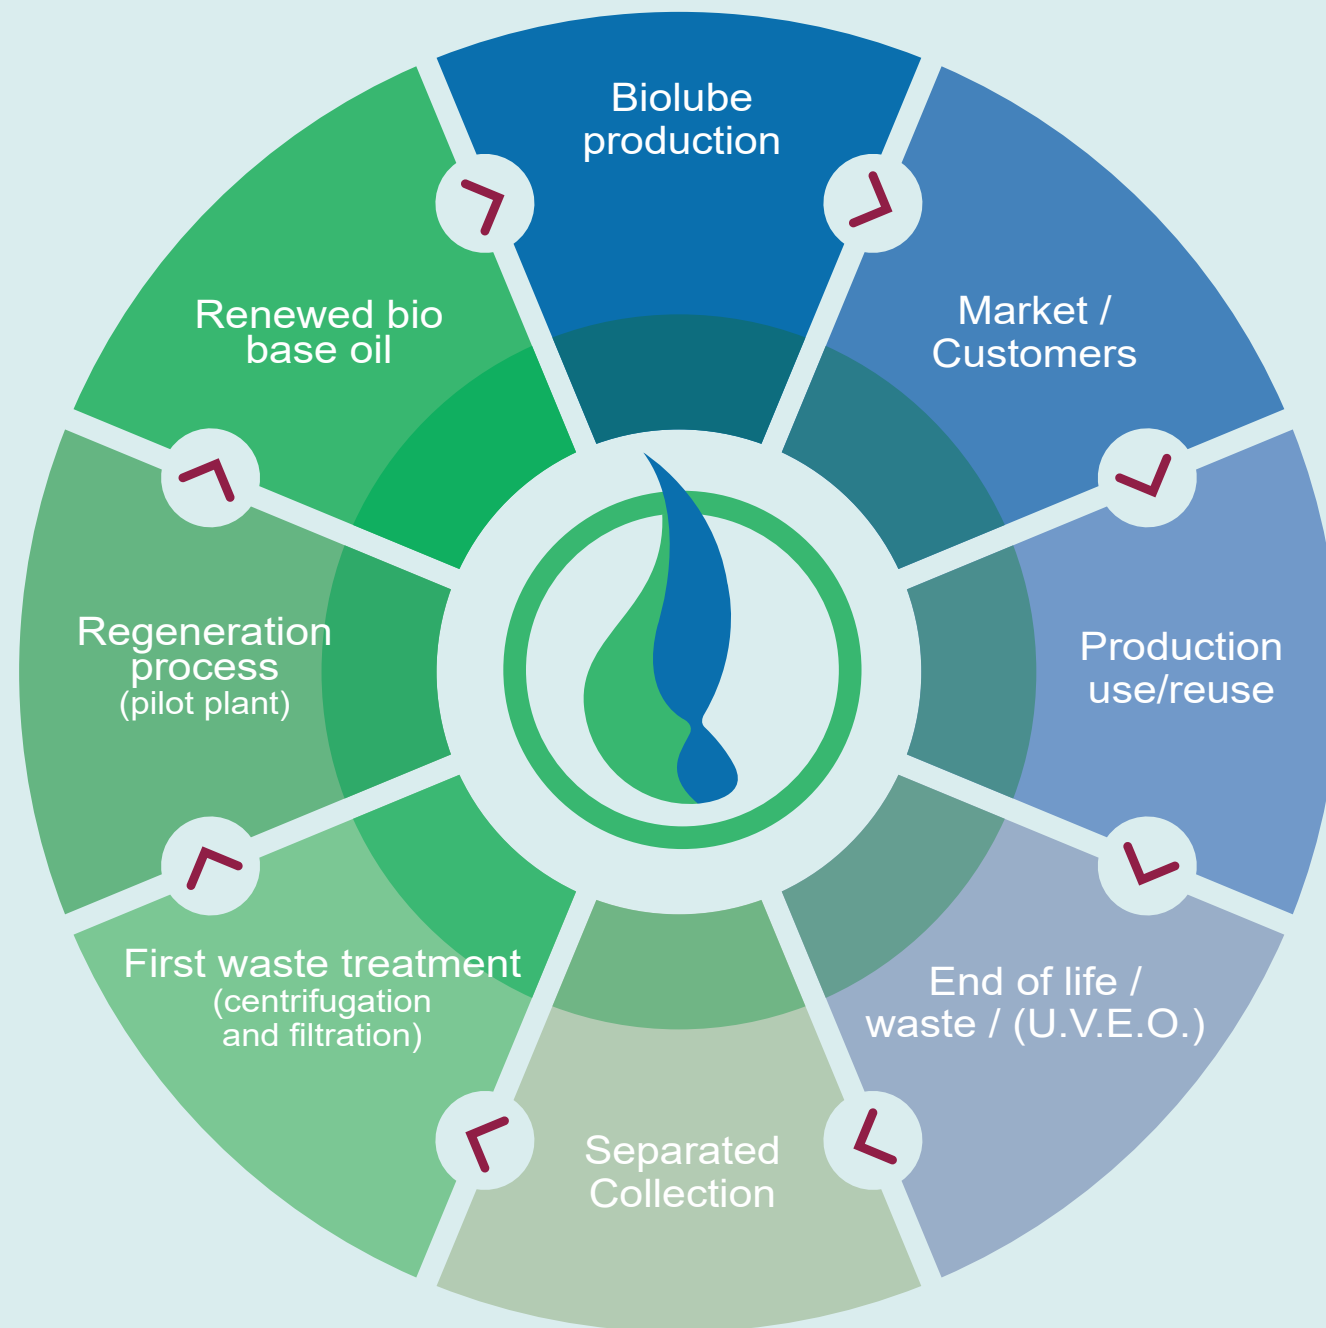 Biolube
production
Market /
Customers
Production
use/reuse
End of life /
waste / (U.V.E.O.)
Separated
Collection
First waste treatment
(centrifugation
and filtration)
Regeneration
process
(pilot plant)
Renewed bio
base oil